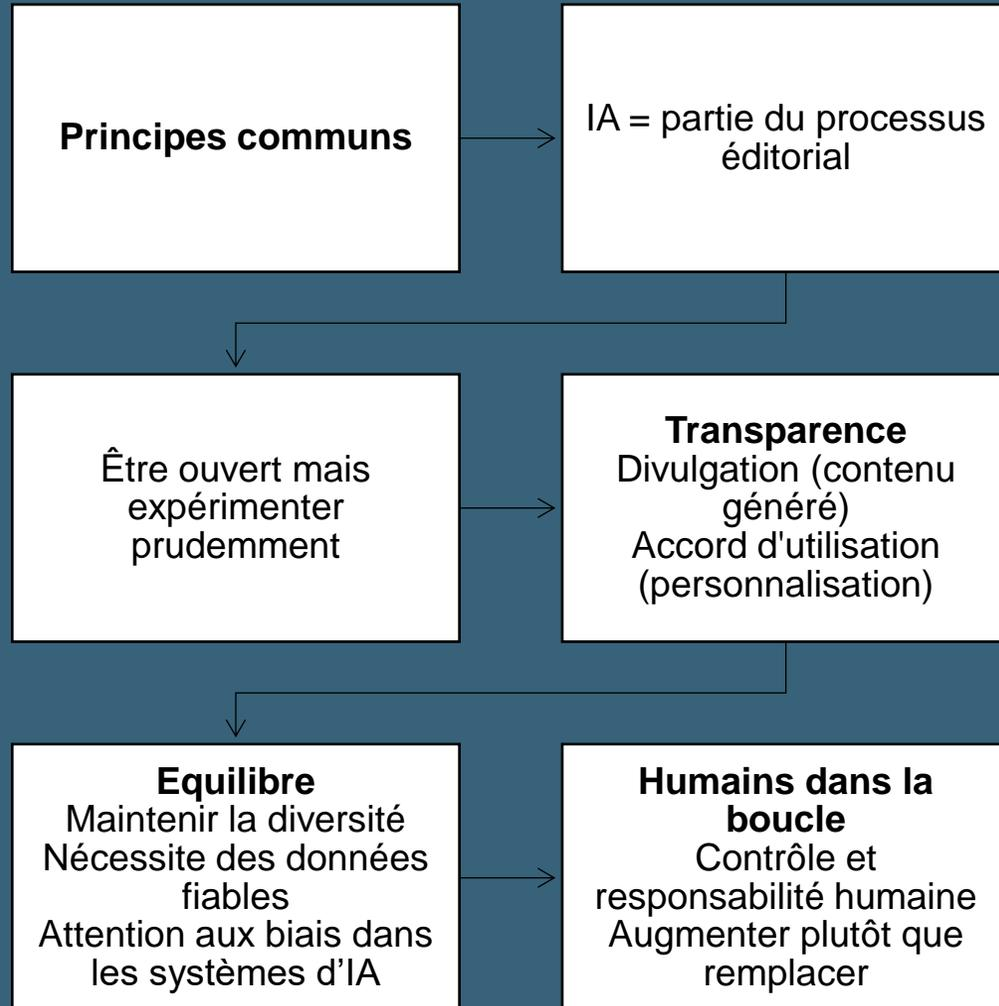 Principes communs
IA = partie du processus
éditorial
Être ouvert mais
expérimenter
prudemment
Transparence
Divulgation (contenu
généré)
Accord d'utilisation
(personnalisation)
Equilibre
Maintenir la diversité
Nécessite des données
fiables
Attention aux biais dans
les systèmes d’IA
Humains dans la
boucle
Contrôle et
responsabilité humaine
Augmenter plutôt que
remplacer